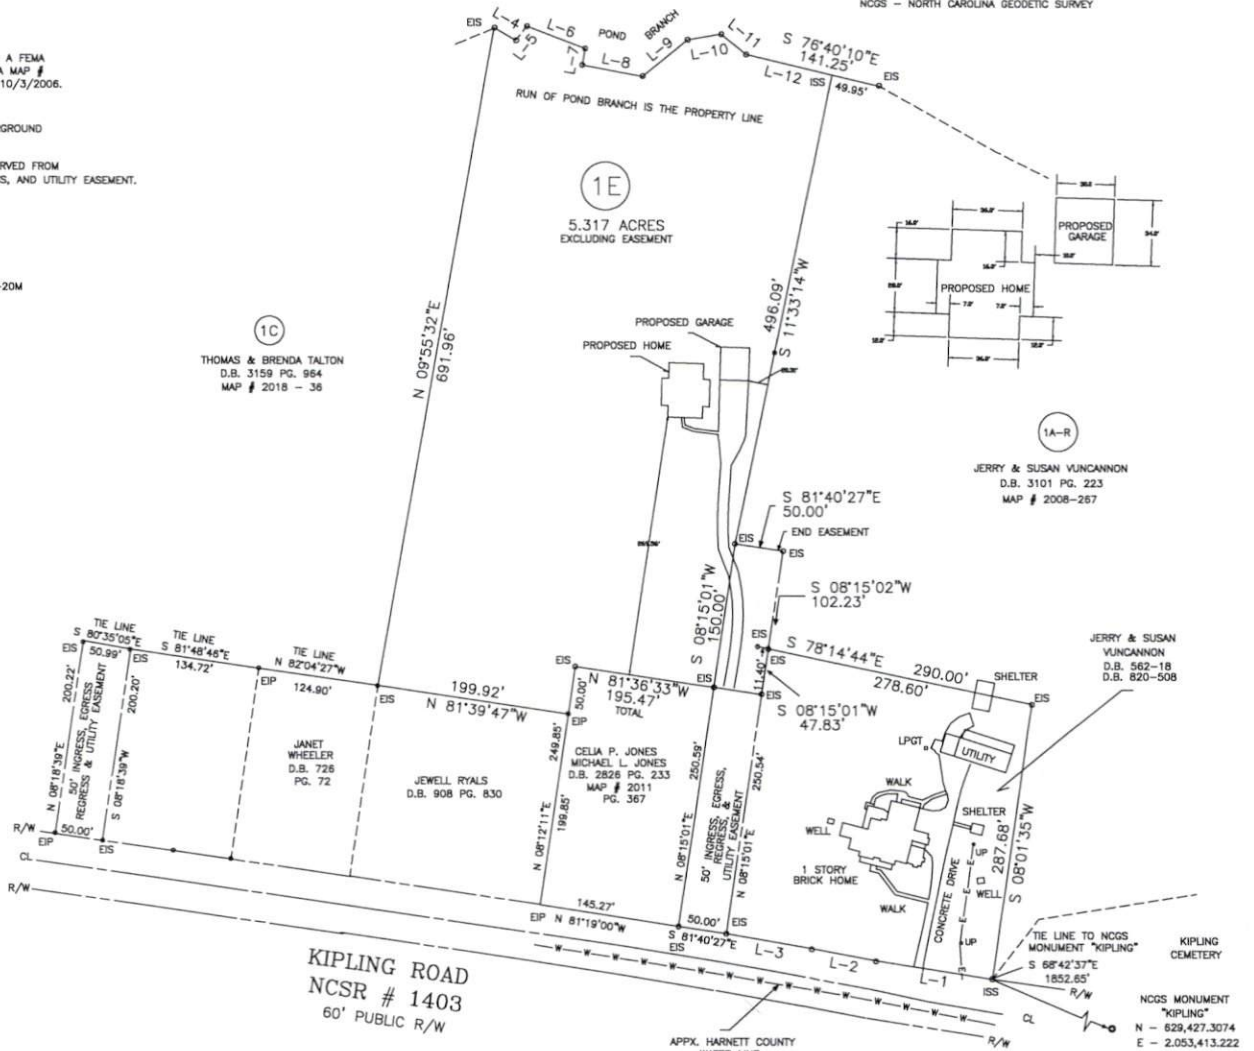 NCGS - NORTH CAROLINA GEODETIC SURVEY
A FEMA
A MAP #
10/3/2006.
RGROUND
RVED FROM
S, AND UTILITY EASEMENT.
-20M
EIS
L-4
L-5
L-6
L-7
POND BRANCH
L-8
L-9
L-10
L-11
S 76°40'10"E
141.25'
L-12
ISS
49.95'
EIS
RUN OF POND BRANCH IS THE PROPERTY LINE
1E
5.317 ACRES
EXCLUDING EASEMENT
N 09°55'32"E
691.96'
496.09'
S 11°33'14"W
1C
THOMAS & BRENDA TALTON
D.B. 3159 PG. 964
MAP # 2018 - 36
PROPOSED GARAGE
PROPOSED HOME
PROPOSED
GARAGE
PROPOSED HOME
1A-R
JERRY & SUSAN VUNCANNON
D.B. 3101 PG. 223
MAP # 2008-267
S 81°40'27"E
50.00'
END EASEMENT
EIS
EIS
S 08°15'01"W
150.00'
S 08°15'02"W
102.23'
EIS
S 78°14'44"E
290.00'
278.60'
11.40'
SHELTER
EIS
JERRY & SUSAN
VUNCANNON
D.B. 562-18
D.B. 820-508
TIE LINE
S 80°35'05"E
50.99'
EIS
EIS
TIE LINE
S 81°48'46"E
134.72'
EIP
TIE LINE
N 82°04'27"W
124.90'
EIS
199.92'
N 81°39'47"W
EIS
EIP
50.00'
N 81°36'33"W
195.47'
TOTAL
EIS
S 08°15'01"W
47.83'
200.22'
N 08°18'39"E
50' INGRESS, EGRESS
REGRESS & UTILITY EASEMENT
200.20'
S 08°18'39"W
JANET
WHEELER
D.B. 726
PG. 72
JEWELL RYALS
D.B. 908 PG. 830
249.85'
199.85'
N 08°12'11"E
CELIA P. JONES
MICHAEL L. JONES
D.B. 2826 PG. 233
MAP # 2011
PG. 367
250.59'
N 08°15'01"E
50' INGRESS, EGRESS,
REGRESS, &
UTILITY EASEMENT
250.54'
N 08°15'01"E
LPGT
UTILITY
WALK
WELL
SHELTER
1 STORY
BRICK HOME
UP
E
E
E
WELL
WALK
CONCRETE DRIVE
UP
E
287.68'
S 08°01'35"W
R/W
50.00'
EIP
EIS
CL
R/W
145.27'
EIP
N 81°19'00"W
50.00'
EIS
S 81°40'27"E
EIS
L-3
L-2
L-1
ISS
TIE LINE TO NCGS
MONUMENT "KIPLING"
S 68°42'37"E
1852.65'
R/W
KIPLING
CEMETERY
W W W W W W W W W W W W W W W
CL
R/W
KIPLING ROAD
NCSR # 1403
60' PUBLIC R/W
APPX. HARNETT COUNTY
NCGS MONUMENT
"KIPLING"
N - 629,427.3074
E - 2,053,413.222